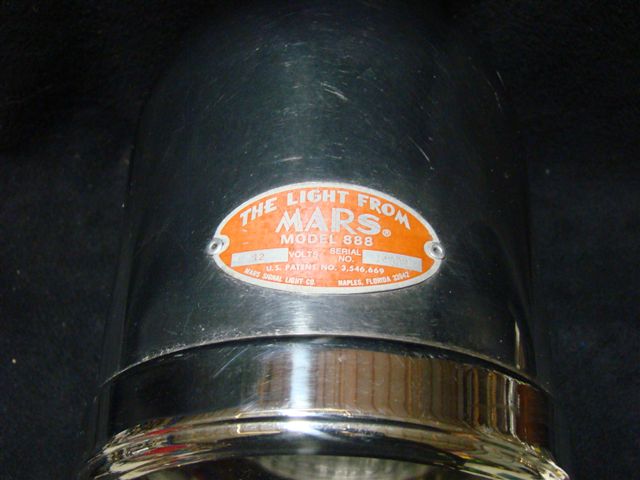 THE LIGHT FROM
MARS®
MODEL 888
12 VOLTS SERIAL NO.
U.S. PATENT NO. 3,546,669
MARS SIGNAL LIGHT CO. NAPLES, FLORIDA 33942